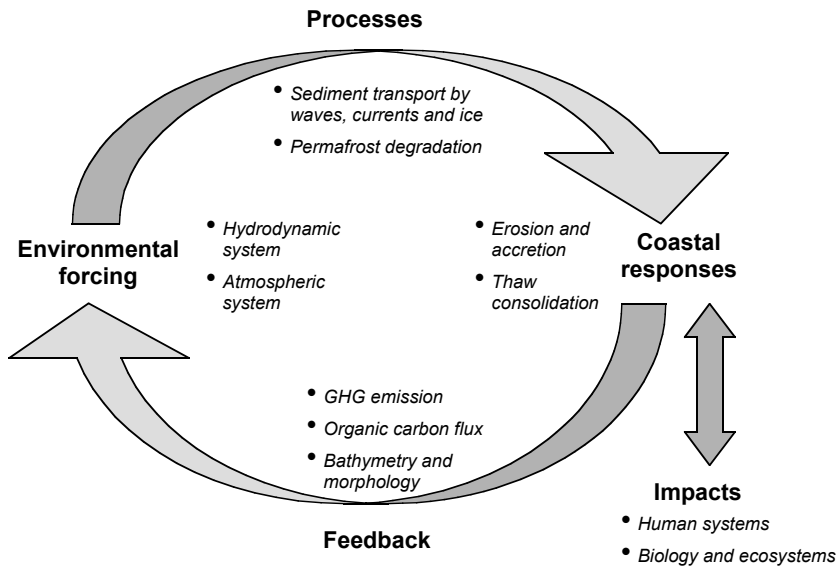 Processes
• Sediment transport by
waves, currents and ice
• Permafrost degradation
Environmental
forcing
• Hydrodynamic
system
• Atmospheric
system
• Erosion and
accretion
• Thaw
consolidation
Coastal
responses
• GHG emission
• Organic carbon flux
• Bathymetry and
morphology
Feedback
Impacts
• Human systems
• Biology and ecosystems